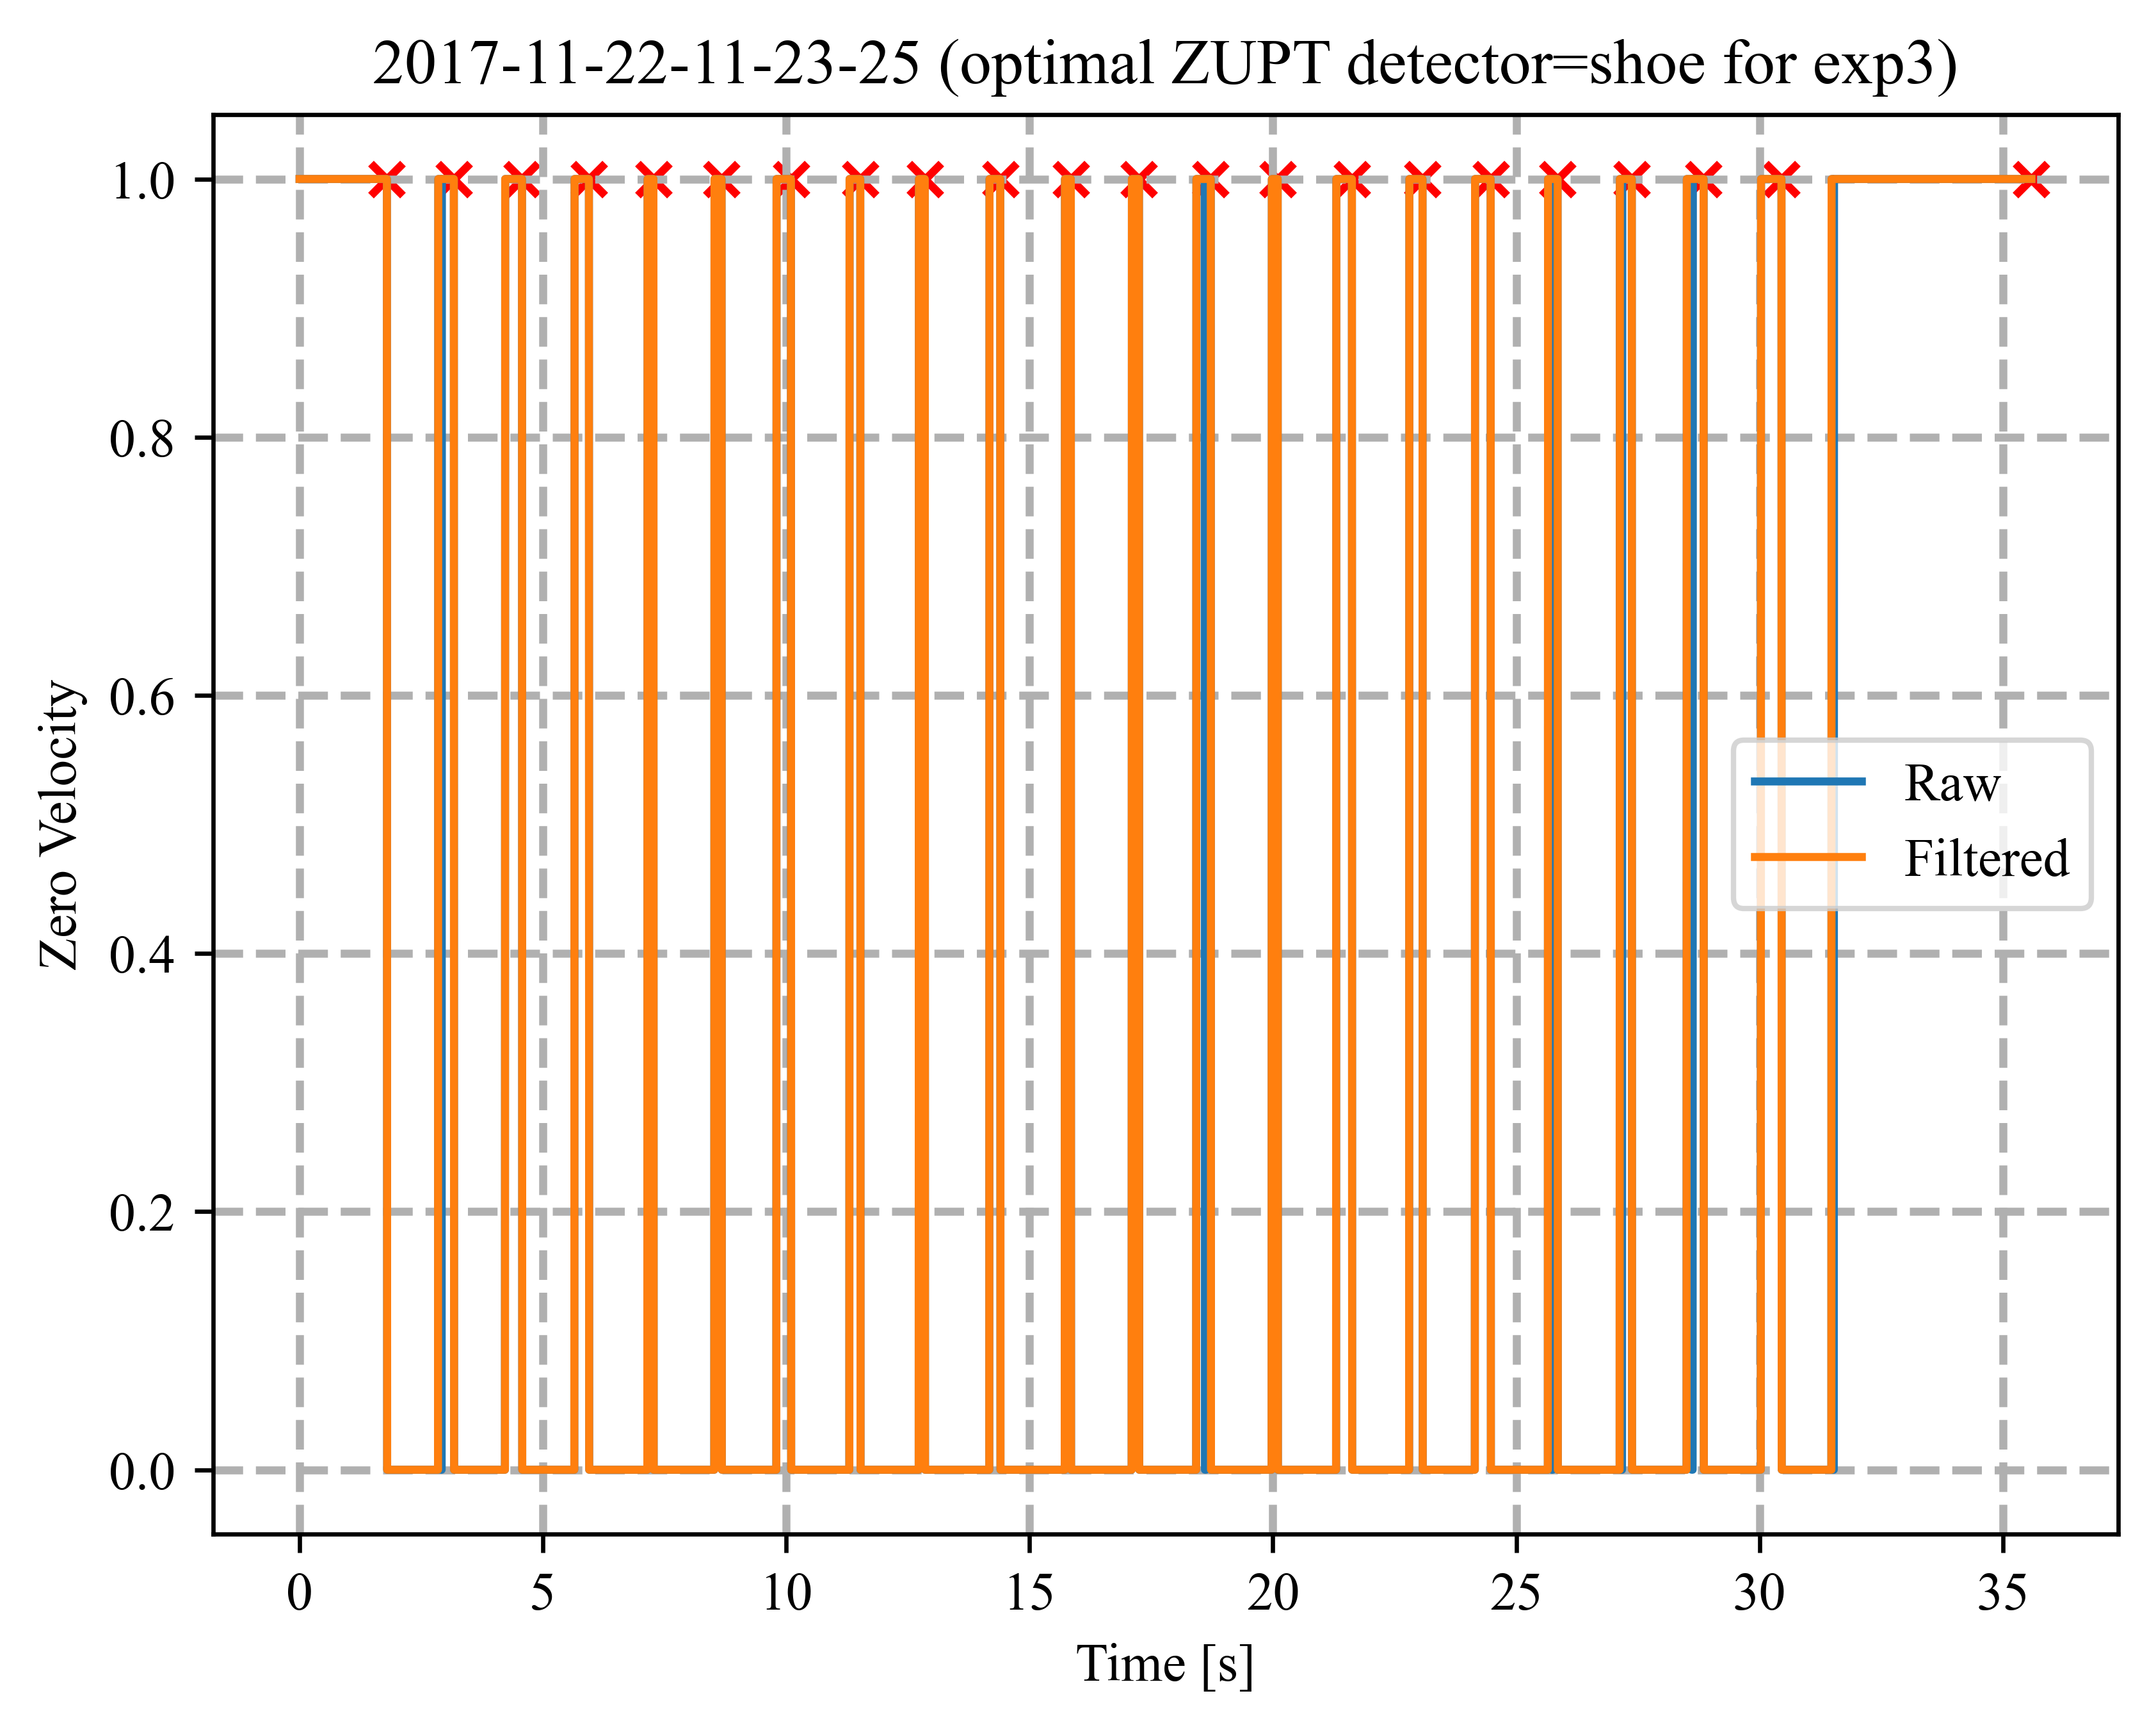 2017-11-22-11-23-25 (optimal ZUPT detector=shoe for exp3)
1.0
0.8
0.6
0.4
0.2
0.0
Zero Velocity
Raw
Filtered
0 5 10 15 20 25 30 35
Time [s]